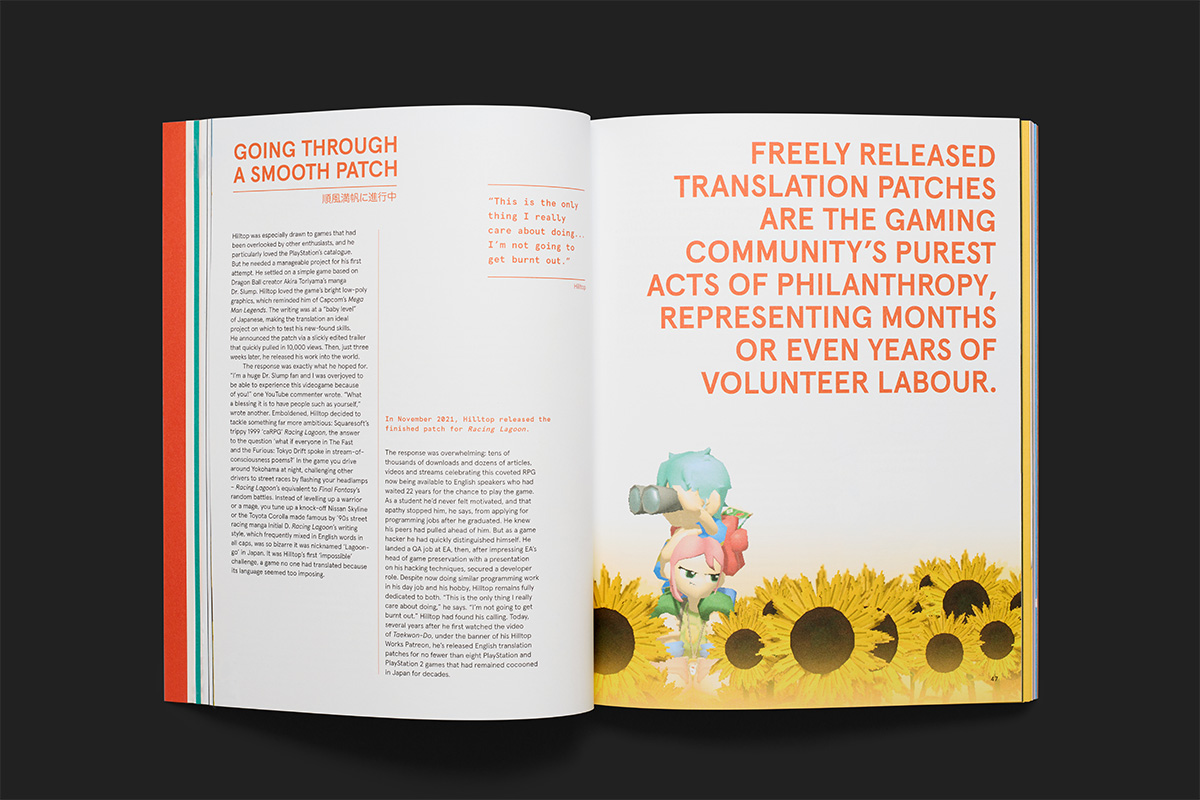 GOING THROUGH
A SMOOTH PATCH
順風満帆に進行中
Hilltop was especially drawn to games that had
been overlooked by other enthusiasts, and he
particularly loved the PlayStation's catalogue.
But he needed a manageable project for his first
attempt. He settled on a simple game based on
Dragon Ball creator Akira Toriyama's manga
Dr. Slump. Hilltop loved the game's bright low-poly
graphics, which reminded him of Capcom's Mega
Man Legends. The writing was at a "baby level"
of Japanese, making the translation an ideal
project on which to test his new-found skills.
He announced the patch via a slickly edited trailer
that quickly pulled in 10,000 views. Then, just three
weeks later, he released his work into the world.
The response was exactly what he hoped for.
"I'm a huge Dr. Slump fan and I was overjoyed to
be able to experience this videogame because
of you!" one YouTube commenter wrote. "What
a blessing it is to have people such as yourself,"
wrote another. Emboldened, Hilltop decided to
tackle something far more ambitious: Squaresoft's
trippy 1999 'caRPG' Racing Lagoon, the answer
to the question 'what if everyone in The Fast
and the Furious: Tokyo Drift spoke in stream-of-
consciousness poems?' In the game you drive
around Yokohama at night, challenging other
drivers to street races by flashing your headlamps
– Racing Lagoon's equivalent to Final Fantasy's
random battles. Instead of levelling up a warrior
or a mage, you tune up a knock-off Nissan Skyline
or the Toyota Corolla made famous by '90s street
racing manga Initial D. Racing Lagoon's writing
style, which frequently mixed in English words in
all caps, was so bizarre it was nicknamed 'Lagoon-
go' in Japan. It was Hilltop's first 'impossible'
challenge, a game no one had translated because
its language seemed too imposing.
"This is the only
thing I really
care about doing...
I'm not going to
get burnt out."
Hilltop
In November 2021, Hilltop released the
finished patch for Racing Lagoon.
The response was overwhelming: tens of
thousands of downloads and dozens of articles,
videos and streams celebrating this coveted RPG
now being available to English speakers who had
waited 22 years for the chance to play the game.
As a student he'd never felt motivated, and that
apathy stopped him, he says, from applying for
programming jobs after he graduated. He knew
his peers had pulled ahead of him. But as a game
hacker he had quickly distinguished himself. He
landed a QA job at EA, then, after impressing EA's
head of game preservation with a presentation
on his hacking techniques, secured a developer
role. Despite now doing similar programming work
in his day job and his hobby, Hilltop remains fully
dedicated to both. "This is the only thing I really
care about doing," he says. "I'm not going to get
burnt out." Hilltop had found his calling. Today,
several years after he first watched the video
of Taekwon-Do, under the banner of his Hilltop
Works Patreon, he's released English translation
patches for no fewer than eight PlayStation and
PlayStation 2 games that had remained cocooned
in Japan for decades.
FREELY RELEASED
TRANSLATION PATCHES
ARE THE GAMING
COMMUNITY'S PUREST
ACTS OF PHILANTHROPY,
REPRESENTING MONTHS
OR EVEN YEARS OF
VOLUNTEER LABOUR.
47